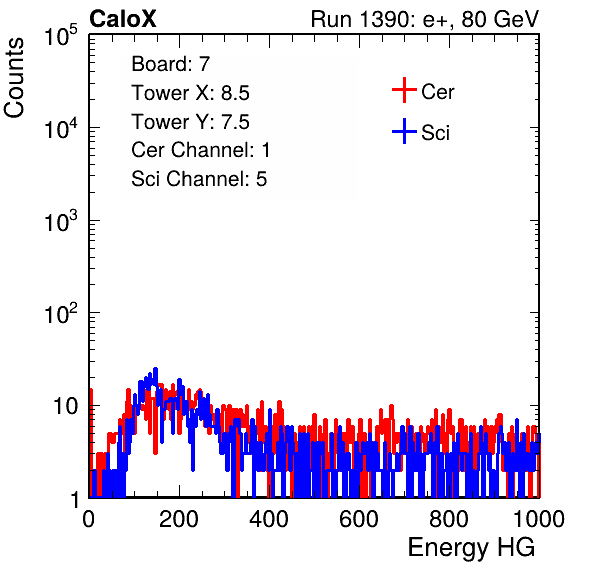 CaloX Run 1390: e+, 80 GeV
Counts
10^5
10^4
10^3
10^2
10
1
Board: 7
Tower X: 8.5
Tower Y: 7.5
Cer Channel: 1
Sci Channel: 5
Cer
Sci
0 200 400 600 800 1000
Energy HG